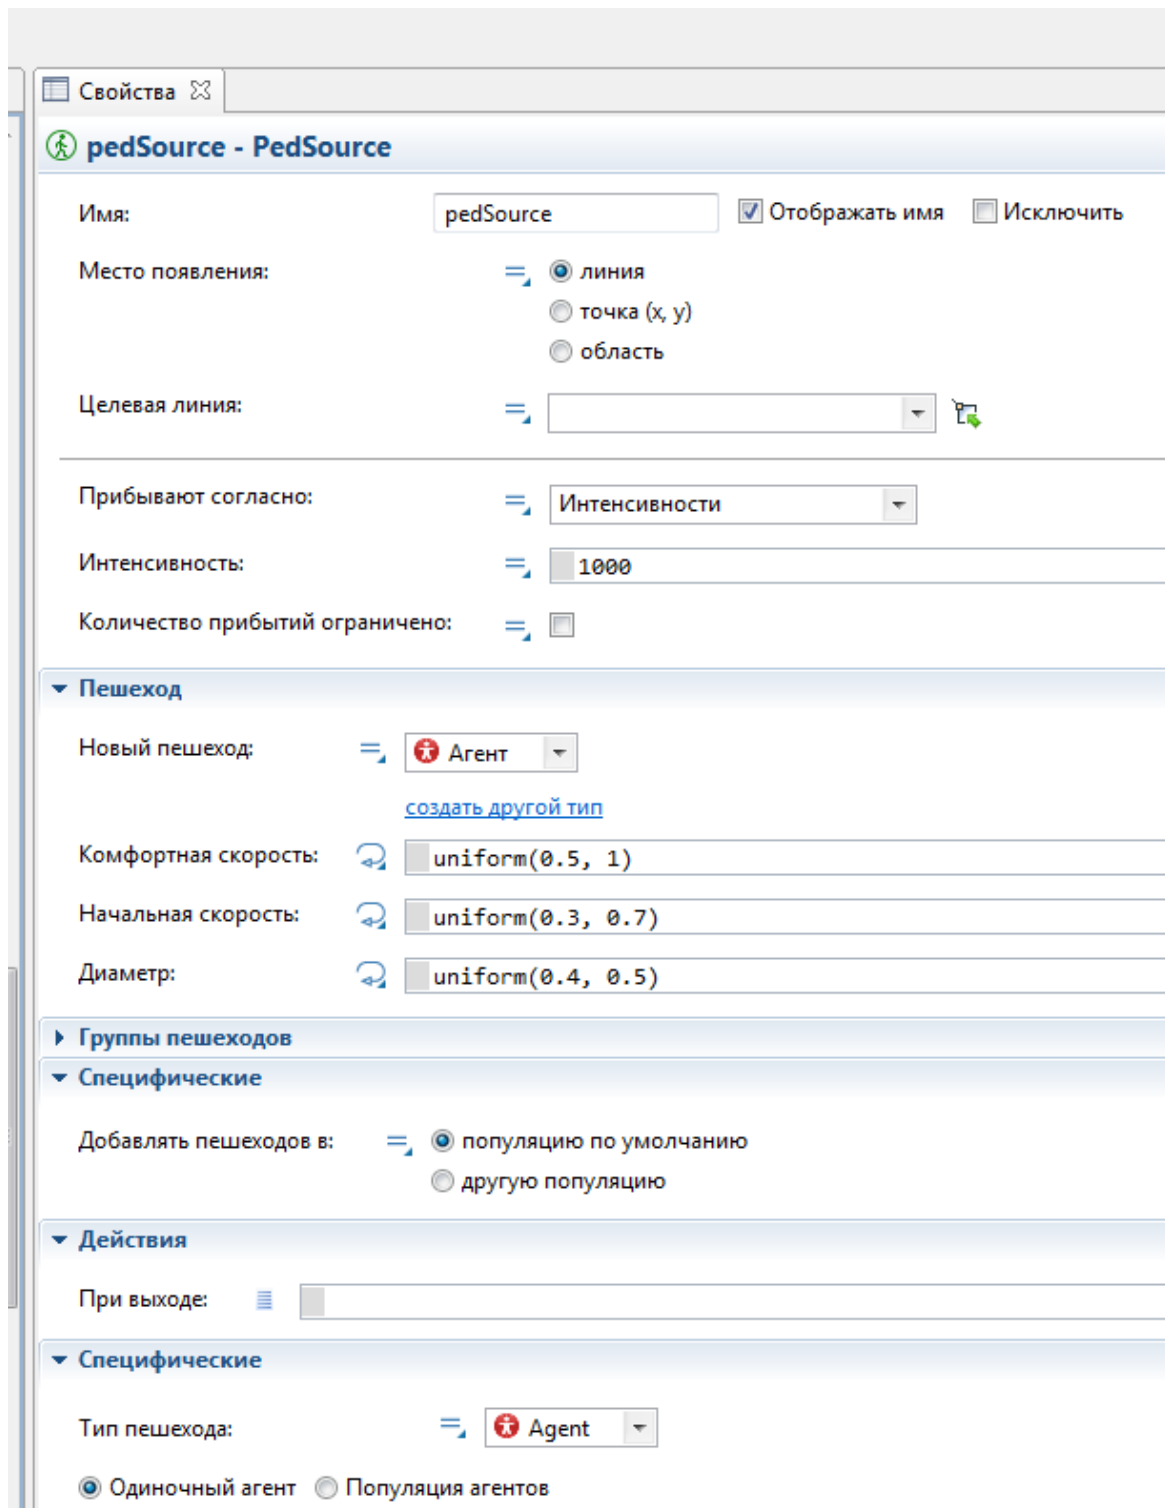 Свойства
pedSource - PedSource
Имя: pedSource Отображать имя Исключить
Место появления: линия
точка (x, y)
область
Целевая линия:
Прибывают согласно: Интенсивности
Интенсивность: 1000
Количество прибытий ограничено:
Пешеход
Новый пешеход: Агент
создать другой тип
Комфортная скорость: uniform(0.5, 1)
Начальная скорость: uniform(0.3, 0.7)
Диаметр: uniform(0.4, 0.5)
Группы пешеходов
Специфические
Добавлять пешеходов в: популяцию по умолчанию
другую популяцию
Действия
При выходе:
Специфические
Тип пешехода: Agent
Одиночный агент Популяция агентов